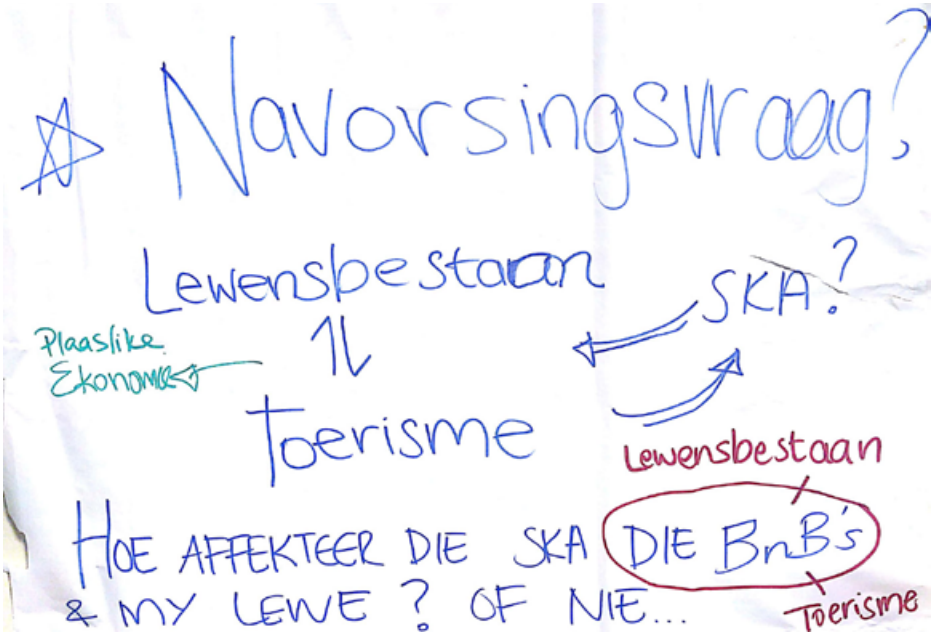 Navorsingsvraag?
Lewensbestaan
SKA?
Plaaslike
Ekonomie
Toerisme
Lewensbestaan
HOE AFFEKTEER DIE SKA DIE BnB's
& MY LEWE ? OF NIE...
Toerisme